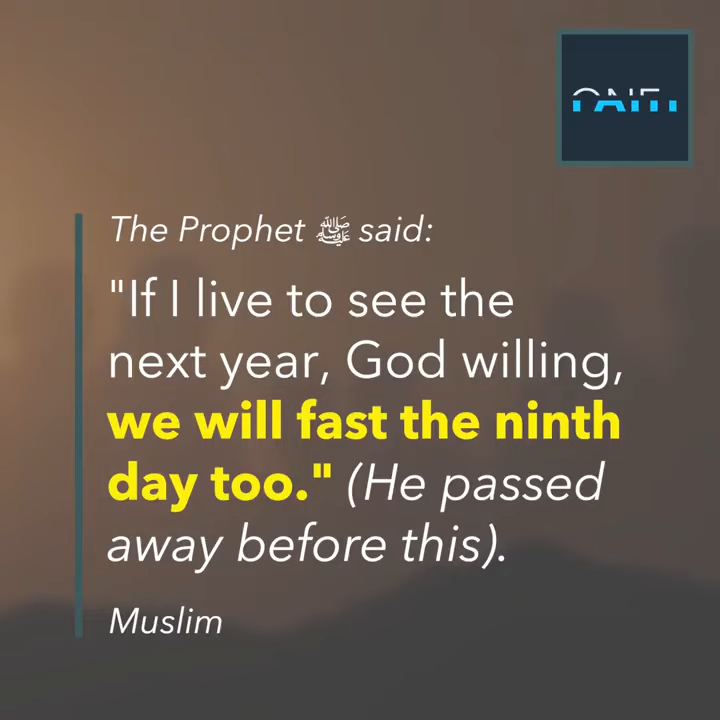 The Prophet ﷺ said:
"If I live to see the
next year, God willing,
we will fast the ninth
day too." (He passed
away before this).
Muslim